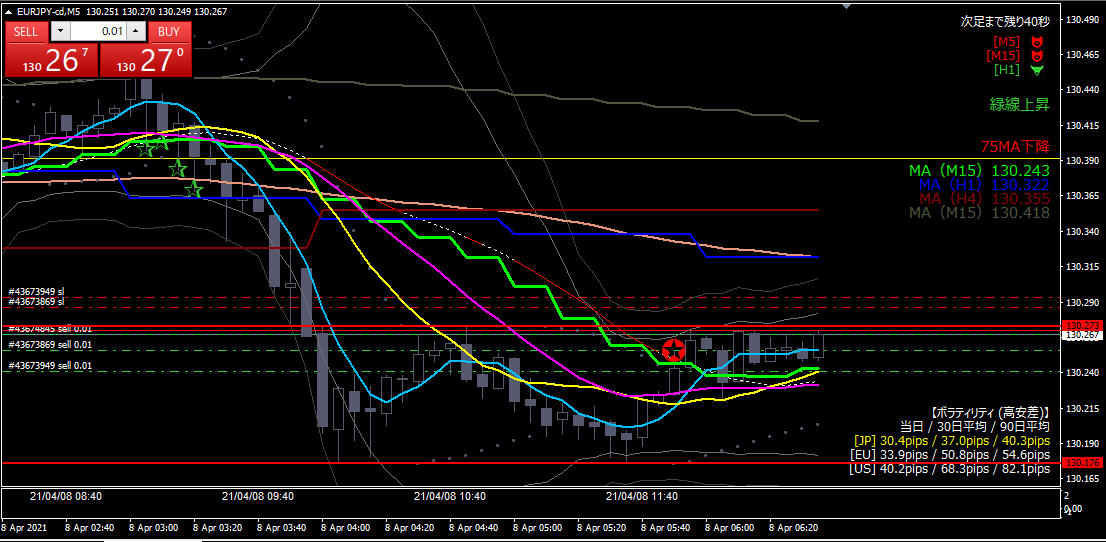 EURJPY-cd,M5 130.251 130.270 130.249 130.267
SELL 0.01 BUY
130 26 7 130 27 0
次足まで残り40秒
[M5]
[M15]
[H1]
緑線上昇
75MA下降
MA（M15）130.243
MA（H1）130.322
MA（H4）130.355
MA（M15）130.418
#43673949 sl
#43673869 sl
#43674845 sell 0.01
#43673869 sell 0.01
#43673949 sell 0.01
【ボラティリティ (高安差)】
当日 / 30日平均 / 90日平均
[JP] 30.4pips / 37.0pips / 40.3pips
[EU] 33.9pips / 50.8pips / 54.6pips
[US] 40.2pips / 68.3pips / 82.1pips
130.490
130.465
130.440
130.415
130.390
130.365
130.340
130.315
130.290
130.273
130.267
130.240
130.215
130.190
130.176
130.165
21/04/08 08:40 21/04/08 09:40 21/04/08 10:40 21/04/08 11:40
2
0.00
8 Apr 2021 8 Apr 02:40 8 Apr 03:00 8 Apr 03:20 8 Apr 03:40 8 Apr 04:00 8 Apr 04:20 8 Apr 04:40 8 Apr 05:00 8 Apr 05:20 8 Apr 05:40 8 Apr 06:00 8 Apr 06:20